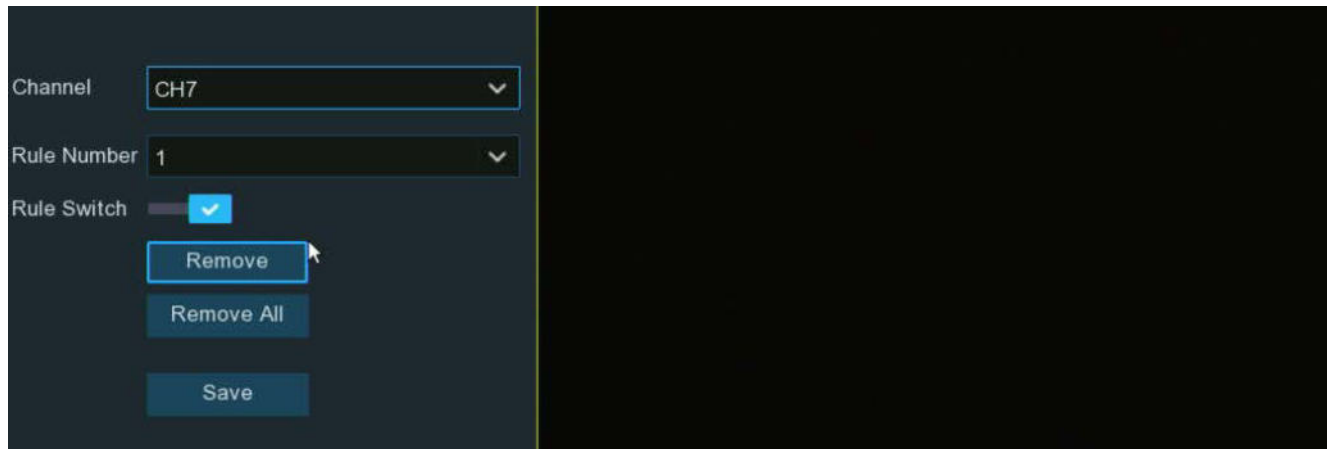 Channel CH7
Rule Number 1
Rule Switch
Remove
Remove All
Save